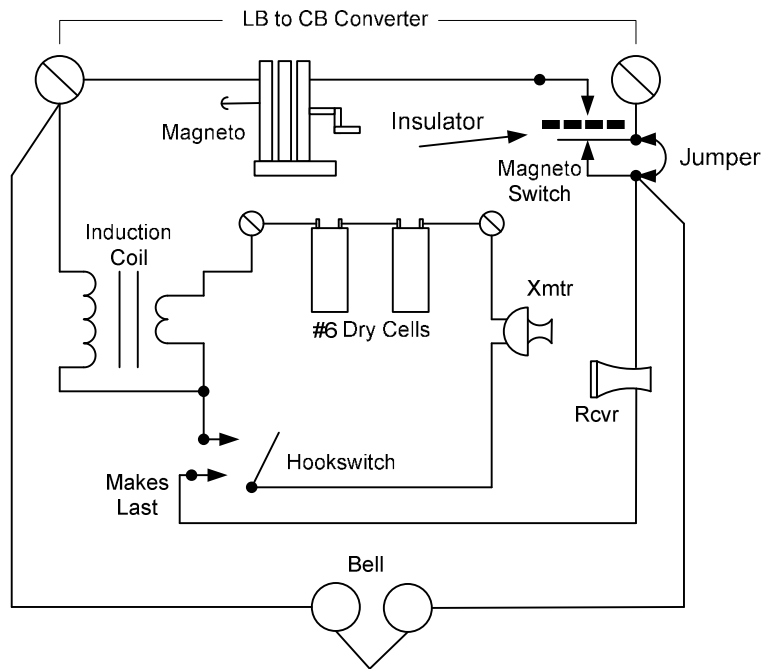 LB to CB Converter
Magneto
Insulator
Magneto
Switch
Jumper
Induction
Coil
#6 Dry Cells
Xmtr
Rcvr
Hookswitch
Makes
Last
Bell